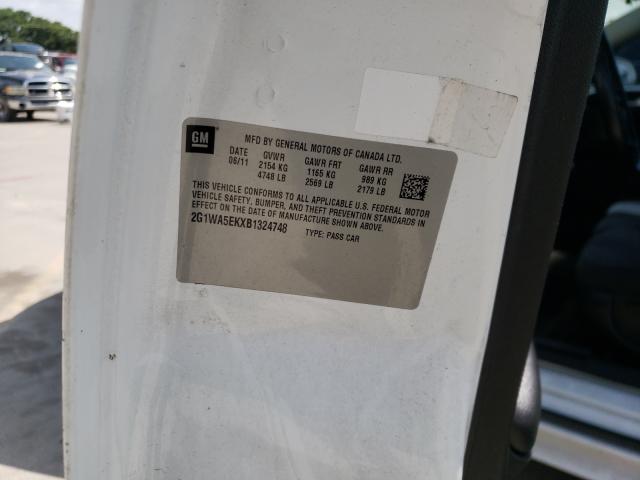 GM
MFD BY GENERAL MOTORS OF CANADA LTD.
DATE GVWR GAWR FRT GAWR RR
06/11 2154 KG 1165 KG 989 KG
4748 LB 2569 LB 2179 LB
THIS VEHICLE CONFORMS TO ALL APPLICABLE U.S. FEDERAL MOTOR
VEHICLE SAFETY, BUMPER, AND THEFT PREVENTION STANDARDS
IN EFFECT ON THE DATE OF MANUFACTURE SHOWN ABOVE.
2G1WA5EKXB1324748 TYPE: PASS CAR